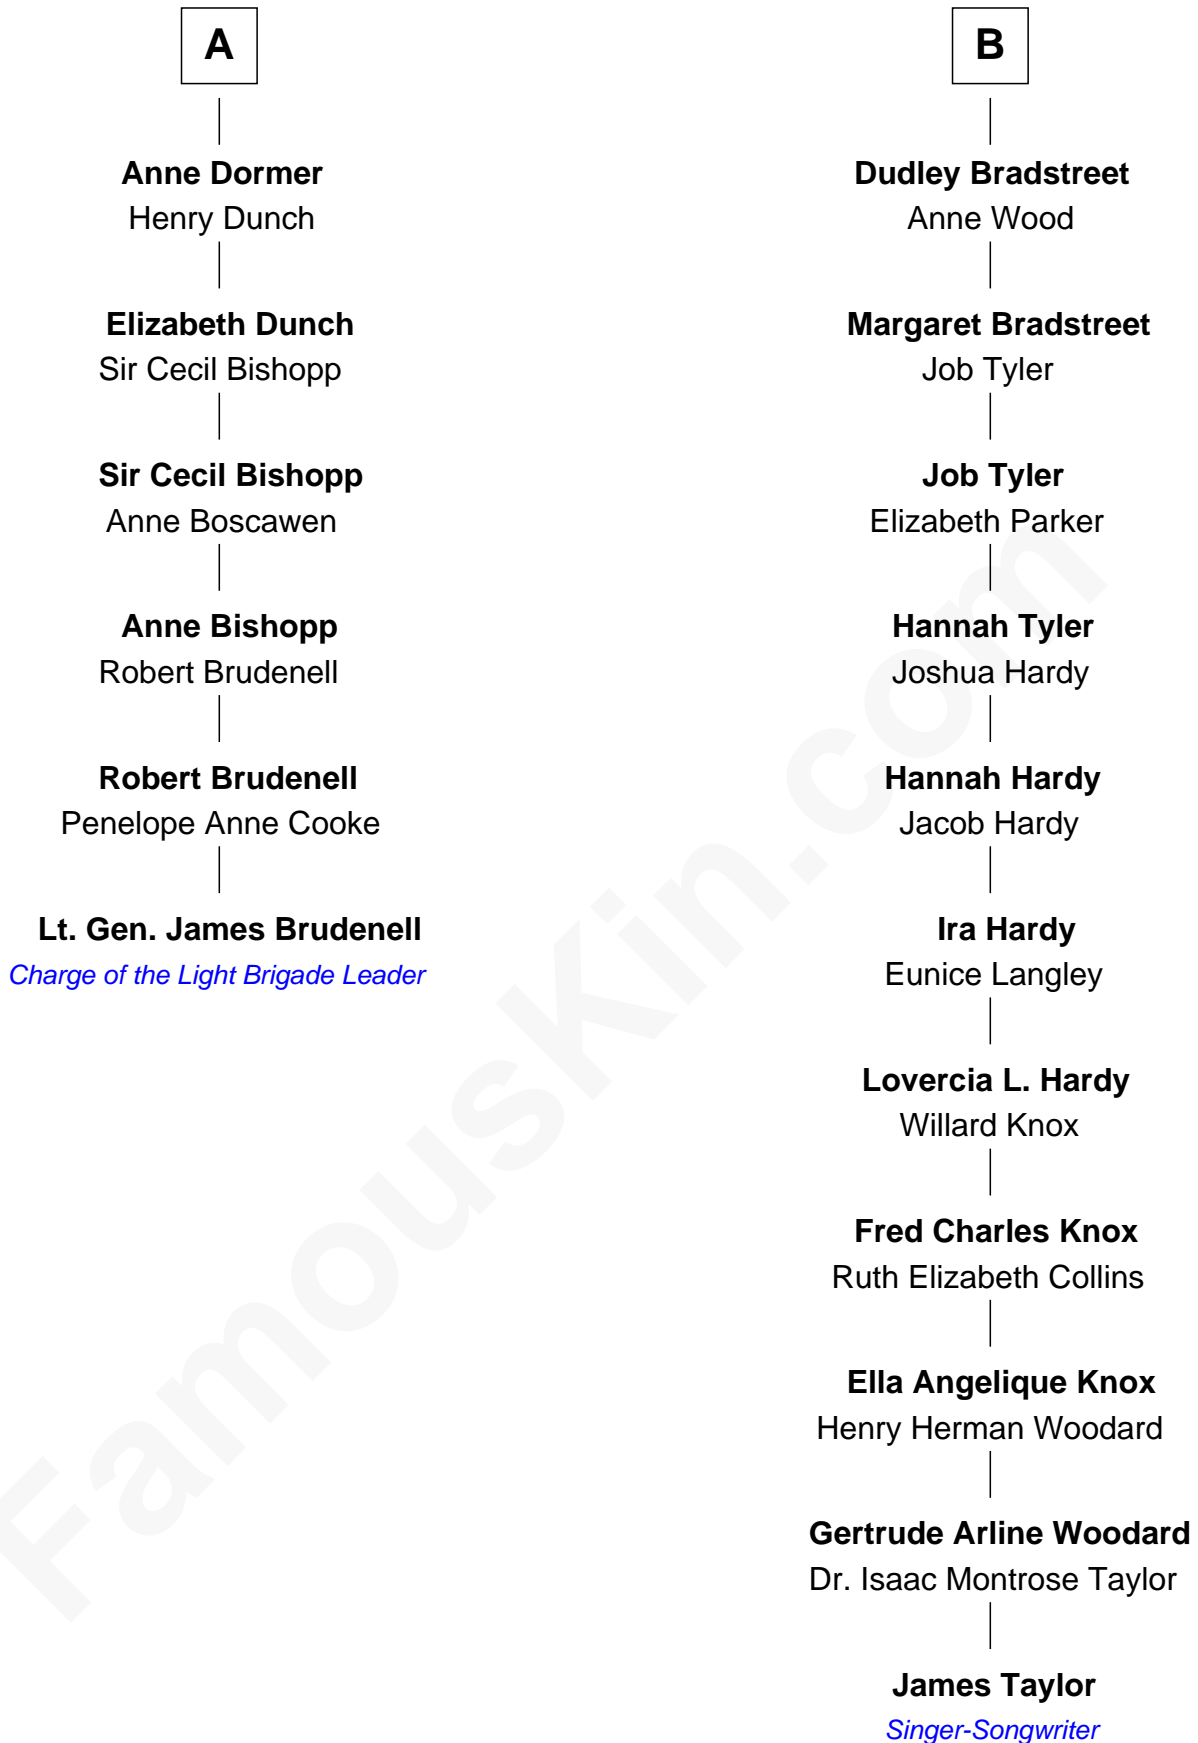 A
Anne Dormer
Henry Dunch
Elizabeth Dunch
Sir Cecil Bishopp
Sir Cecil Bishopp
Anne Boscawen
Anne Bishopp
Robert Brudenell
Robert Brudenell
Penelope Anne Cooke
Lt. Gen. James Brudenell
Charge of the Light Brigade Leader
B
Dudley Bradstreet
Anne Wood
Margaret Bradstreet
Job Tyler
Job Tyler
Elizabeth Parker
Hannah Tyler
Joshua Hardy
Hannah Hardy
Jacob Hardy
Ira Hardy
Eunice Langley
Lovercia L. Hardy
Willard Knox
Fred Charles Knox
Ruth Elizabeth Collins
Ella Angelique Knox
Henry Herman Woodard
Gertrude Arline Woodard
Dr. Isaac Montrose Taylor
James Taylor
Singer-Songwriter
FamousKin.com